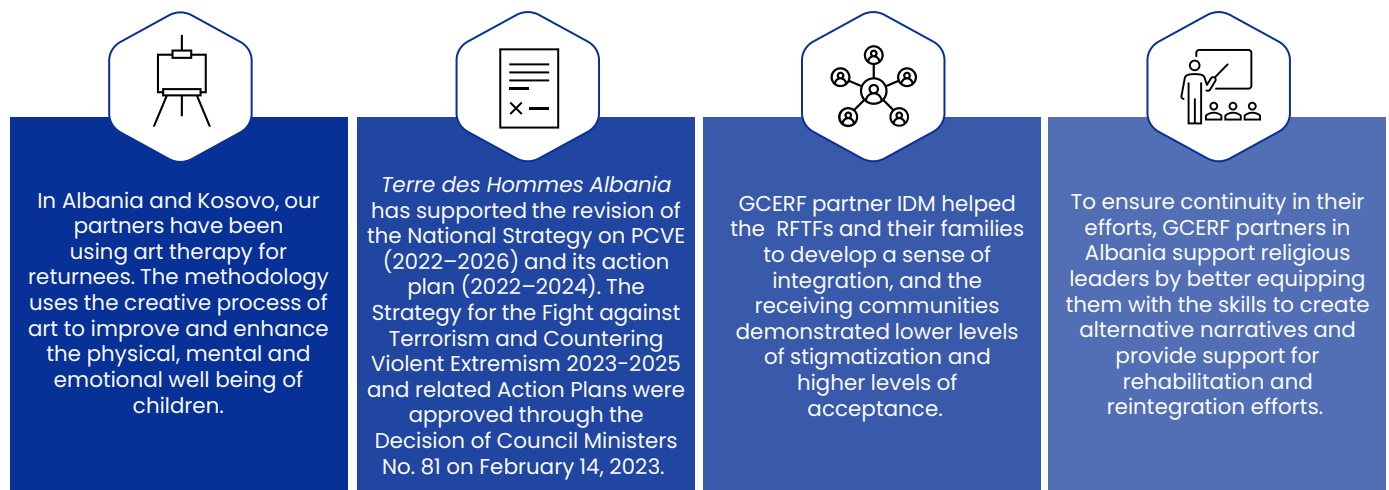 In Albania and Kosovo, our
partners have been
using art therapy for
returnees. The methodology
uses the creative process of
art to improve and enhance
the physical, mental and
emotional well being of
children.
Terre des Hommes Albania
has supported the revision of
the National Strategy on PCVE
(2022–2026) and its action
plan (2022–2024). The
Strategy for the Fight against
Terrorism and Countering
Violent Extremism 2023-2025
and related Action Plans were
approved through the
Decision of Council Ministers
No. 81 on February 14, 2023.
GCERF partner IDM helped
the  RFTFs and their families
to develop a sense of
integration, and the
receiving communities
demonstrated lower levels
of stigmatization and
higher levels of
acceptance.
To ensure continuity in their
efforts, GCERF partners in
Albania support religious
leaders by better equipping
them with the skills to create
alternative narratives and
provide support for
rehabilitation and
reintegration efforts.